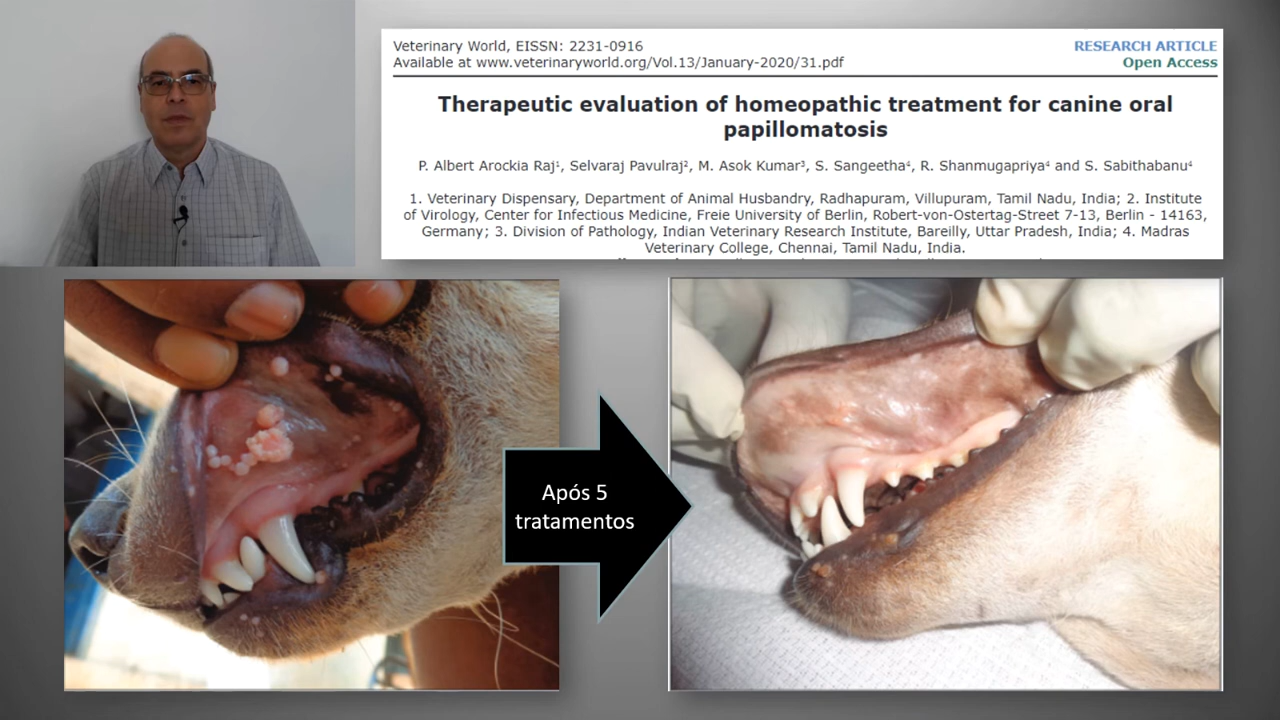 Veterinary World, EISSN: 2231-0916
Available at www.veterinaryworld.org/Vol.13/January-2020/31.pdf
RESEARCH ARTICLE
Open Access
Therapeutic evaluation of homeopathic treatment for canine oral
papillomatosis
P. Albert Arockia Raj¹, Selvaraj Pavulraj², M. Asok Kumar³, S. Sangeetha⁴, R. Shanmugapriya⁴ and S. Sabithabanu⁴
1. Veterinary Dispensary, Department of Animal Husbandry, Radhapuram, Villupuram, Tamil Nadu, India; 2. Institute
of Virology, Center for Infectious Medicine, Freie University of Berlin, Robert-von-Ostertag-Street 7-13, Berlin - 14163,
Germany; 3. Division of Pathology, Indian Veterinary Research Institute, Bareilly, Uttar Pradesh, India; 4. Madras
Veterinary College, Chennai, Tamil Nadu, India.
Após 5
tratamentos